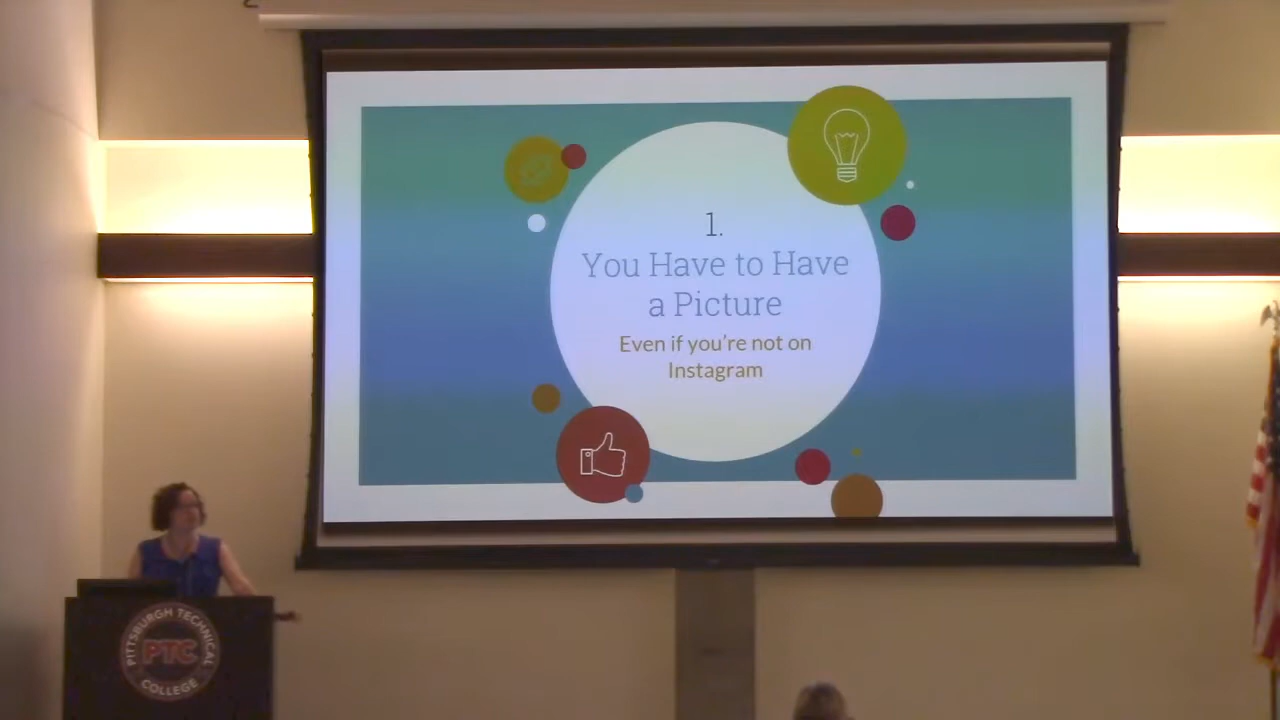 1.
You Have to Have
a Picture
Even if you're not on
Instagram
PITTSBURGH TECHNICAL
PTC
COLLEGE